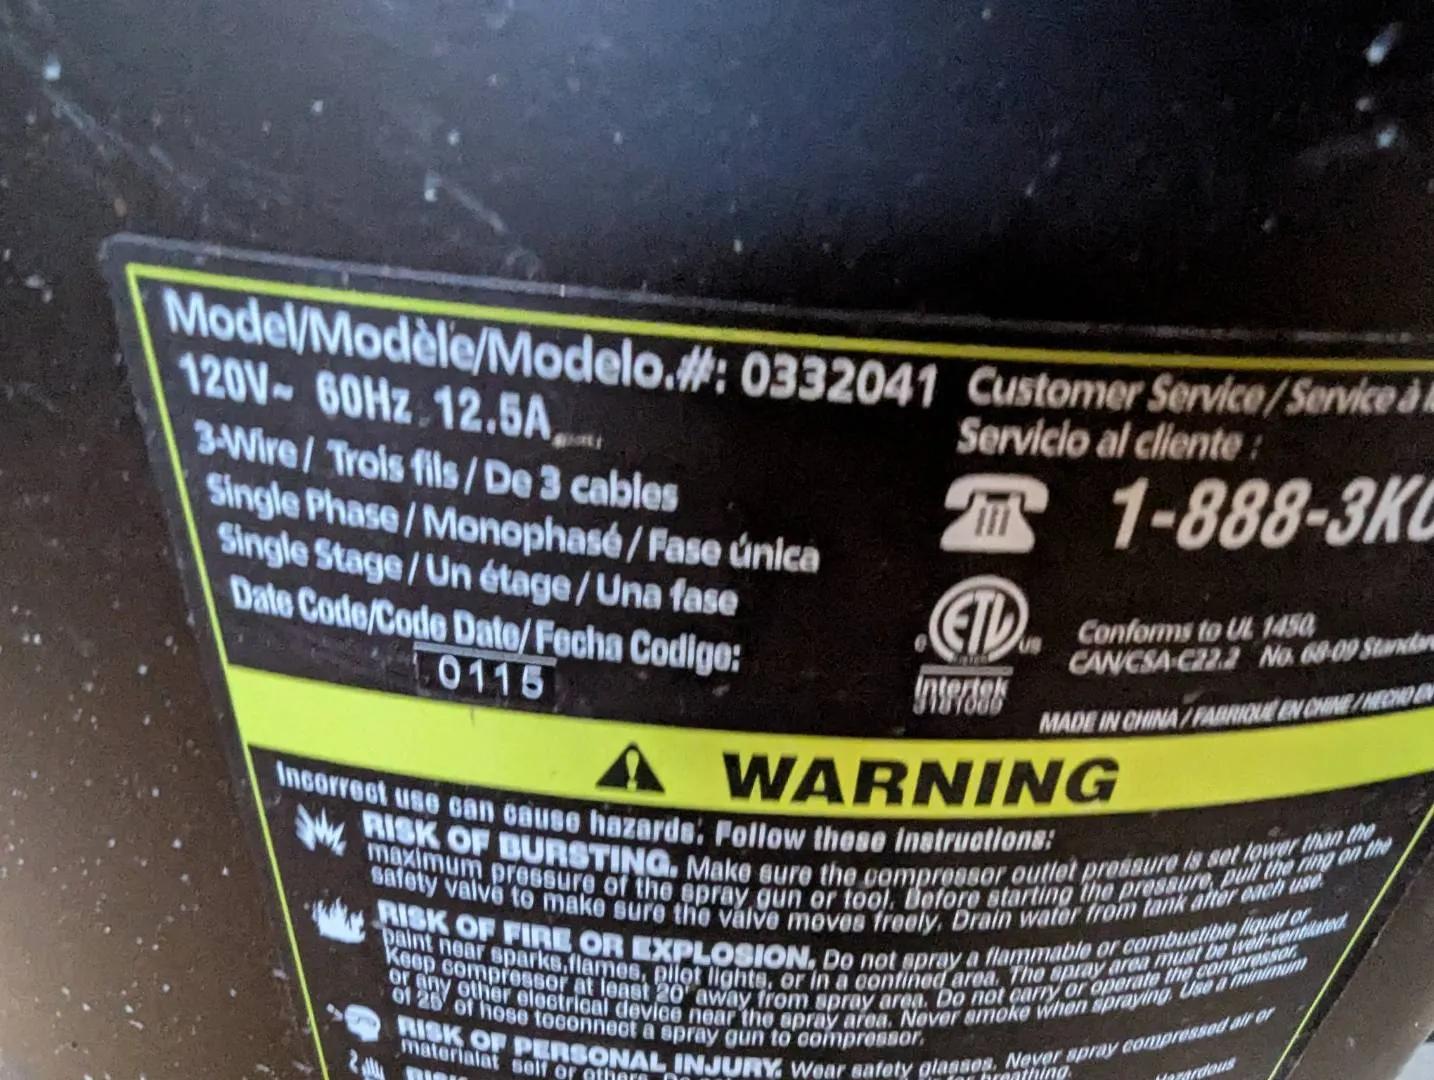 Model/Modèle/Modelo.#: 0332041
120V~ 60Hz 12.5A
3-Wire / Trois fils / De 3 cables
Single Phase / Monophasé / Fase única
Single Stage / Un étage / Una fase
Date Code/Code Date/ Fecha Codigo:
0115
Customer Service / Service à
Servicio al cliente :
1-888-3K
ETL
C US
LISTED
Intertek
3181089
Conforms to UL 1450,
CAN/CSA-C22.2 No. 68-09 Standar
MADE IN CHINA / FABRIQUÉ EN CHINE / HECHO EN
WARNING
Incorrect use can cause hazards. Follow these instructions:
RISK OF BURSTING. Make sure the compressor outlet pressure is set lower than the
maximum pressure of the spray gun or tool. Before starting the pressure, pull the ring on the
safety valve to make sure the valve moves freely. Drain water from tank after each use.
RISK OF FIRE OR EXPLOSION. Do not spray a flammable or combustible liquid or
paint near sparks, flames, pilot lights, or in a confined area. The spray area must be well-ventilated.
Keep compressor at least 20' away from spray area. Do not carry or operate the compressor
or any other electrical device near the spray area. Never smoke when spraying. Use a minimum
of 25' of hose toconnect a spray gun to compressor.
RISK OF PERSONAL INJURY. Wear safety glasses. Never spray compressed air or
materialat self or others. for breathing.
Hazardous